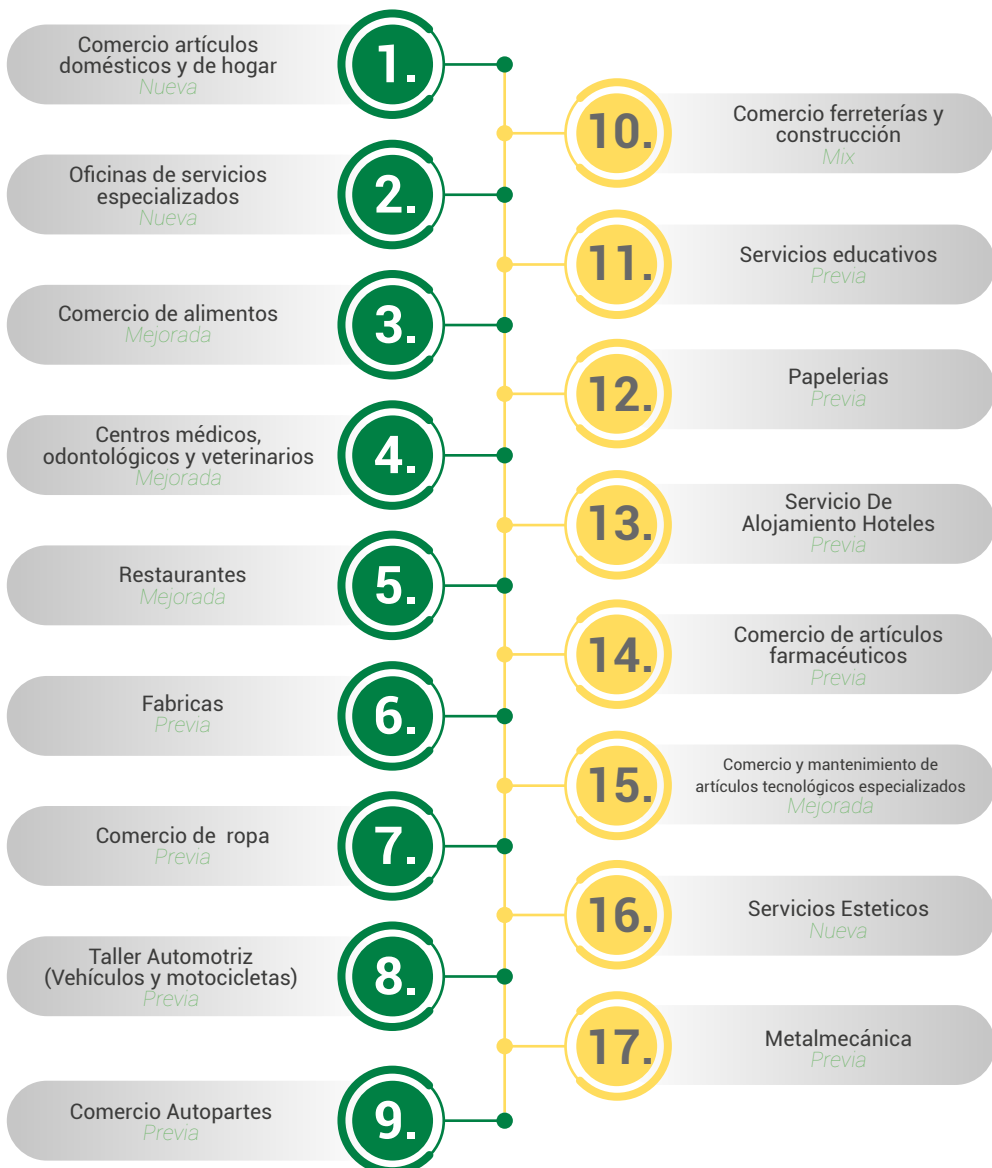 Comercio artículos
domésticos y de hogar
Nueva
1.
Oficinas de servicios
especializados
Nueva
2.
Comercio de alimentos
Mejorada
3.
Centros médicos,
odontológicos y veterinarios
Mejorada
4.
Restaurantes
Mejorada
5.
Fabricas
Previa
6.
Comercio de ropa
Previa
7.
Taller Automotriz
(Vehículos y motocicletas)
Previa
8.
Comercio Autopartes
Previa
9.
10.
Comercio ferreterías y
construcción
Mix
11.
Servicios educativos
Previa
12.
Papelerias
Previa
13.
Servicio De
Alojamiento Hoteles
Previa
14.
Comercio de artículos
farmacéuticos
Previa
15.
Comercio y mantenimiento de
artículos tecnológicos especializados
Mejorada
16.
Servicios Esteticos
Nueva
17.
Metalmecánica
Previa